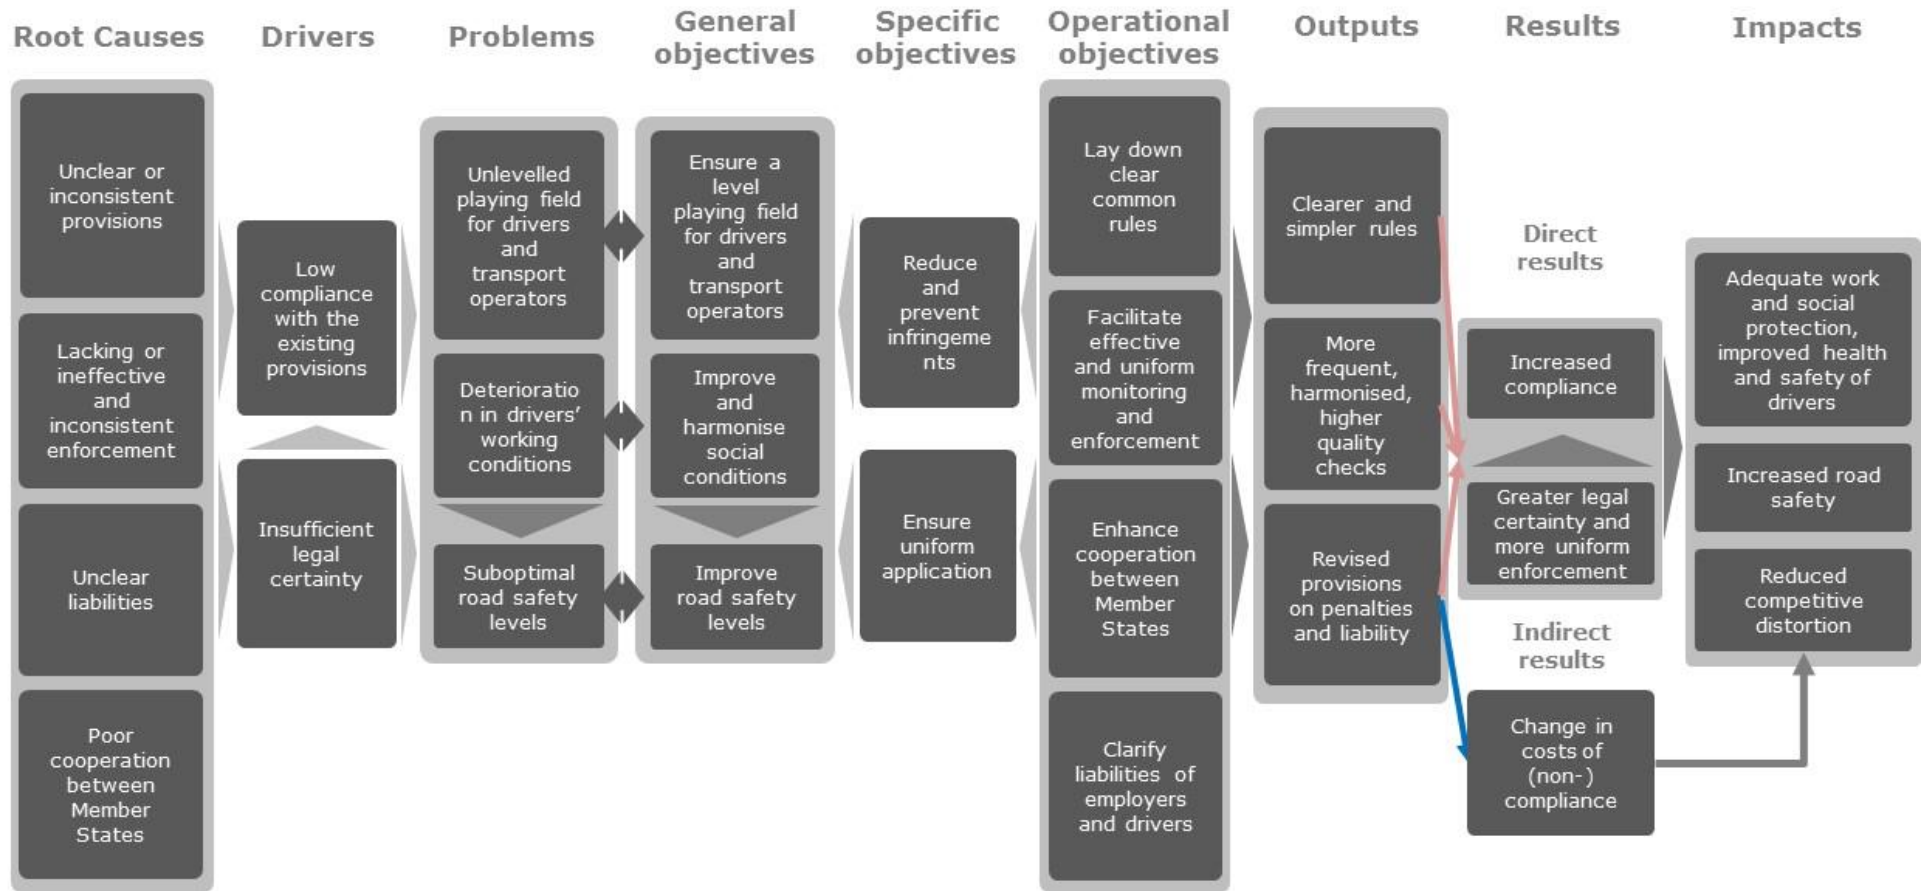 Root Causes
Drivers
Problems
General
objectives
Specific
objectives
Operational
objectives
Outputs
Results
Impacts
Unclear or
inconsistent
provisions
Lacking or
ineffective
and
inconsistent
enforcement
Unclear
liabilities
Poor
cooperation
between
Member
States
Low
compliance
with the
existing
provisions
Insufficient
legal
certainty
Unlevelled
playing field
for drivers
and
transport
operators
Deterioratio
n in drivers’
working
conditions
Suboptimal
road safety
levels
Ensure a
level
playing field
for drivers
and
transport
operators
Improve
and
harmonise
social
conditions
Improve
road safety
levels
Reduce
and
prevent
infringeme
nts
Ensure
uniform
application
Lay down
clear
common
rules
Facilitate
effective
and uniform
monitoring
and
enforcement
Enhance
cooperation
between
Member
States
Clarify
liabilities of
employers
and drivers
Clearer and
simpler rules
More
frequent,
harmonised,
higher
quality
checks
Revised
provisions
on penalties
and liability
Direct
results
Increased
compliance
Greater legal
certainty and
more uniform
enforcement
Indirect
results
Change in
costs of
(non-)
compliance
Adequate work
and social
protection,
improved health
and safety of
drivers
Increased road
safety
Reduced
competitive
distortion